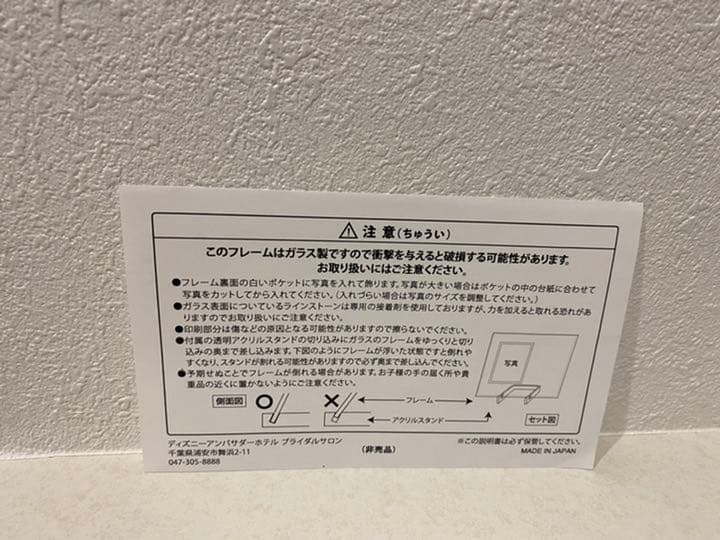 注意(ちゅうい)
このフレームはガラス製ですので衝撃を与えると破損する可能性があります。
お取り扱いにはご注意ください。
●フレーム裏面の白いポケットに写真を入れて飾ります。写真が大きい場合はポケットの中の台紙に合わせて
写真をカットしてから入れてください。(入れづらい場合は写真のサイズを調整してください。)
●ガラス表面についているラインストーンは専用の接着剤を使用しておりますが、力を加えると取れる恐れがあ
りますのでお取り扱いにご注意ください。
●印刷部分は傷などの原因となる可能性がありますので擦らないでください。
●付属の透明アクリルスタンドの切り込みにガラスのフレームをゆっくりと切り
込みの奥まで差し込みます。下図のようにフレームが浮いた状態ですと倒れや
すくなり、スタンドが割れる可能性がありますので必ず奥まで差し込んでください。
●予期せぬことでフレームが倒れる場合があります。お子様の手の届く所や貴
重品の近くに置かないようにご注意ください。
写真
側面図
フレーム
アクリルスタンド
セット図
ディズニーアンバサダーホテル ブライダルサロン
千葉県浦安市舞浜2-11
047-305-8888
(非売品)
※この説明書は必ず保管してください。
MADE IN JAPAN